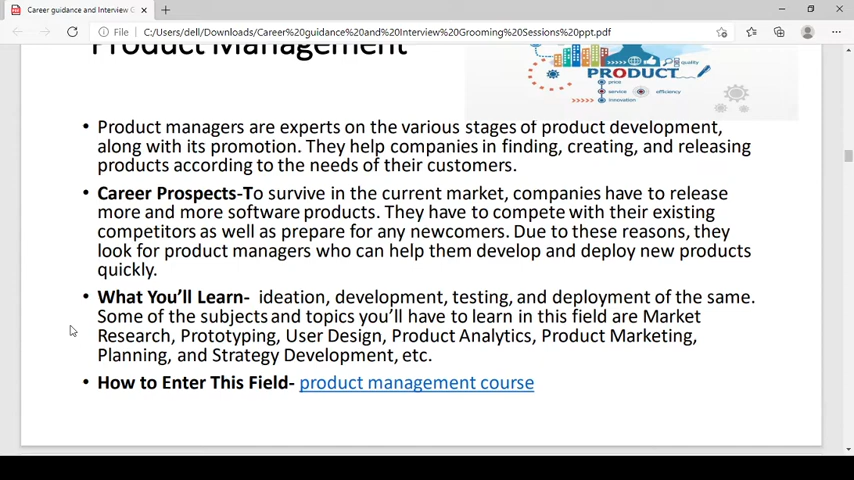 Career guidance and Interview G
File
C:/Users/dell/Downloads/Career%20guidance%20and%20Interview%20Grooming%20Sessions%20ppt.pdf
Product Management
quality
PRODUCT
price
service
efficiency
innovation
• Product managers are experts on the various stages of product development,
along with its promotion. They help companies in finding, creating, and releasing
products according to the needs of their customers.
• Career Prospects-To survive in the current market, companies have to release
more and more software products. They have to compete with their existing
competitors as well as prepare for any newcomers. Due to these reasons, they
look for product managers who can help them develop and deploy new products
quickly.
• What You'll Learn- ideation, development, testing, and deployment of the same.
Some of the subjects and topics you'll have to learn in this field are Market
Research, Prototyping, User Design, Product Analytics, Product Marketing,
Planning, and Strategy Development, etc.
• How to Enter This Field- product management course